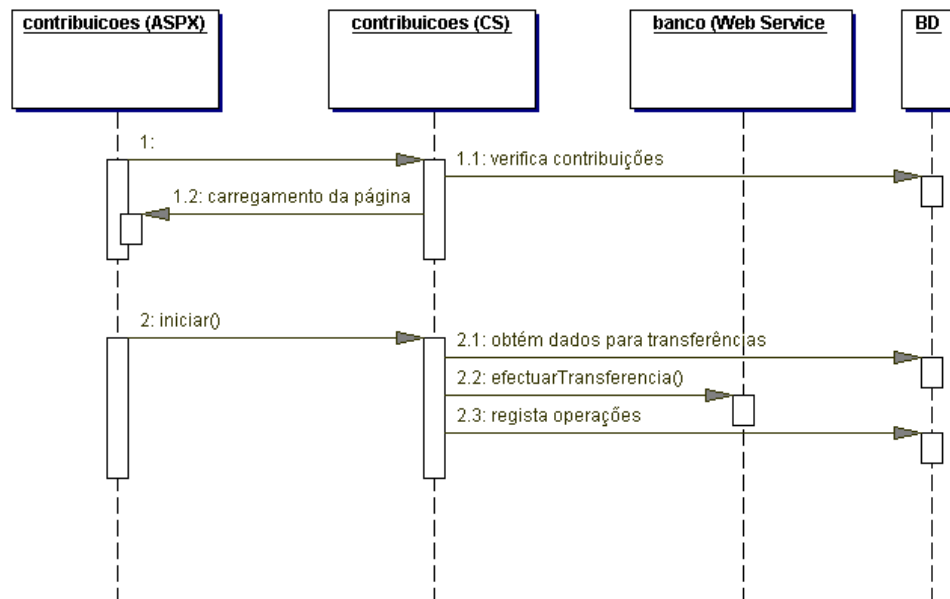 contribuicoes (ASPX)
contribuicoes (CS)
banco (Web Service
BD
1:
1.1: verifica contribuições
1.2: carregamento da página
2: iniciar()
2.1: obtém dados para transferências
2.2: efectuarTransferencia()
2.3: regista operações